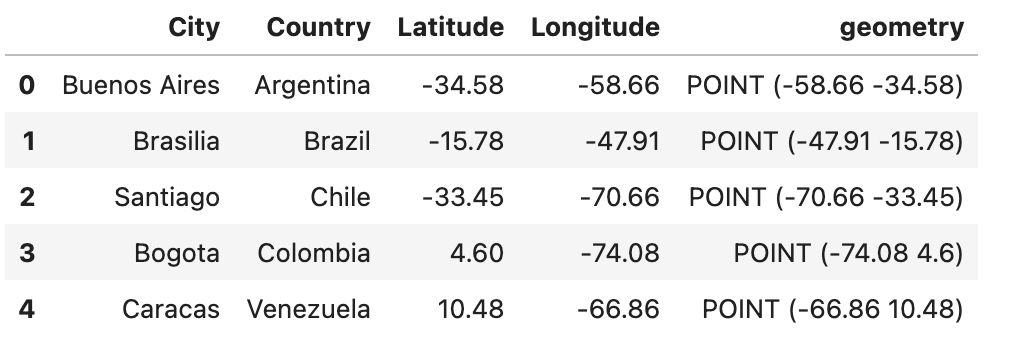 City Country Latitude Longitude geometry
0 Buenos Aires Argentina -34.58 -58.66 POINT (-58.66 -34.58)
1 Brasilia Brazil -15.78 -47.91 POINT (-47.91 -15.78)
2 Santiago Chile -33.45 -70.66 POINT (-70.66 -33.45)
3 Bogota Colombia 4.60 -74.08 POINT (-74.08 4.6)
4 Caracas Venezuela 10.48 -66.86 POINT (-66.86 10.48)